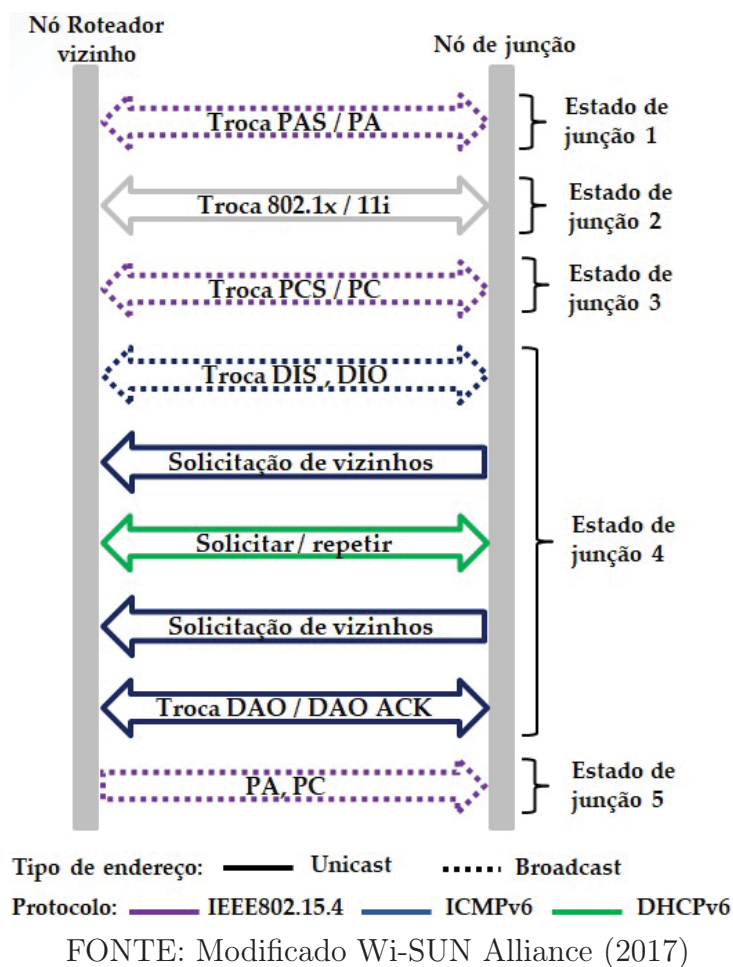 Nó Roteador
vizinho
Nó de junção
Troca PAS / PA
Estado de
junção 1
Troca 802.1x / 11i
Estado de
junção 2
Troca PCS / PC
Estado de
junção 3
Troca DIS , DIO
Solicitação de vizinhos
Solicitar/ repetir
Estado de
junção 4
Solicitação de vizinhos
Troca DAO / DAO ACK
PA, PC
Estado de
junção 5
Tipo de endereço: Unicast Broadcast
Protocolo: IEEE802.15.4 ICMPv6 DHCPv6
FONTE: Modificado Wi-SUN Alliance (2017)